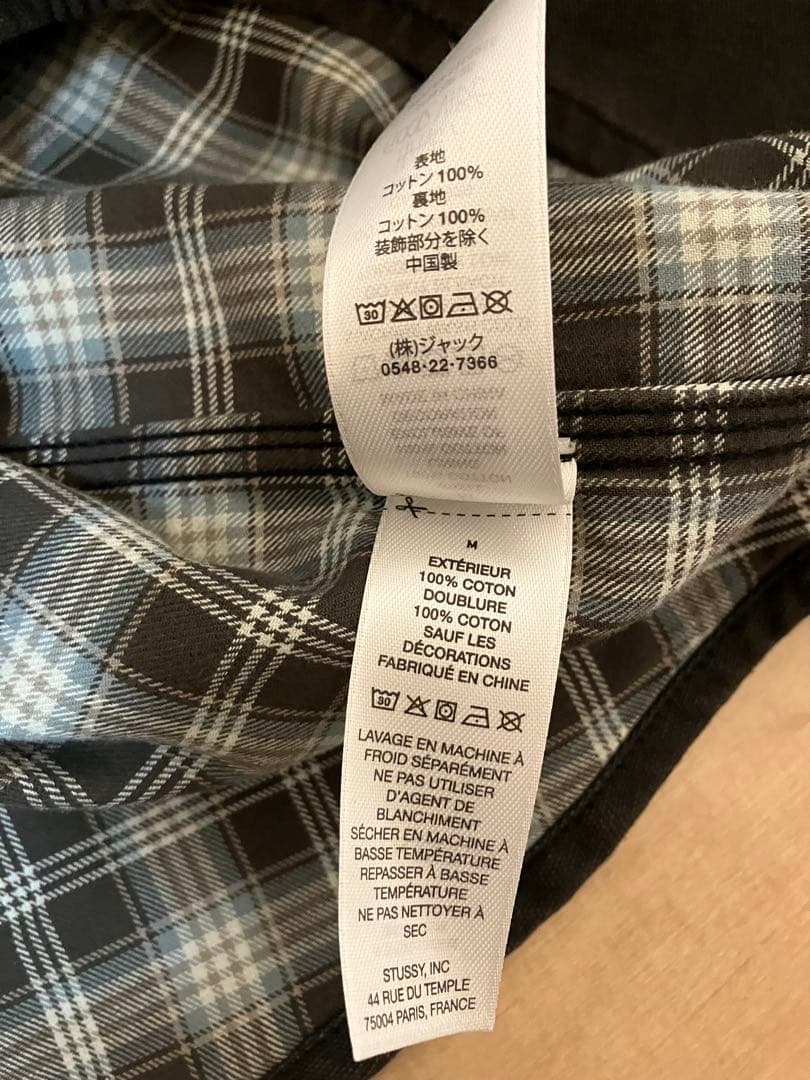 表地
コットン100%
裏地
コットン100%
装飾部分を除く
中国製
30
(株)ジャック
0548-22-7366
M
EXTÉRIEUR
100% COTON
DOUBLURE
100% COTON
SAUF LES
DÉCORATIONS
FABRIQUÉ EN CHINE
30
LAVAGE EN MACHINE À
FROID SÉPARÉMENT
NE PAS UTILISER
D'AGENT DE
BLANCHIMENT
SÉCHER EN MACHINE À
BASSE TEMPÉRATURE
REPASSER À BASSE
TEMPÉRATURE
NE PAS NETTOYER À
SEC
STUSSY, INC
44 RUE DU TEMPLE
75004 PARIS, FRANCE